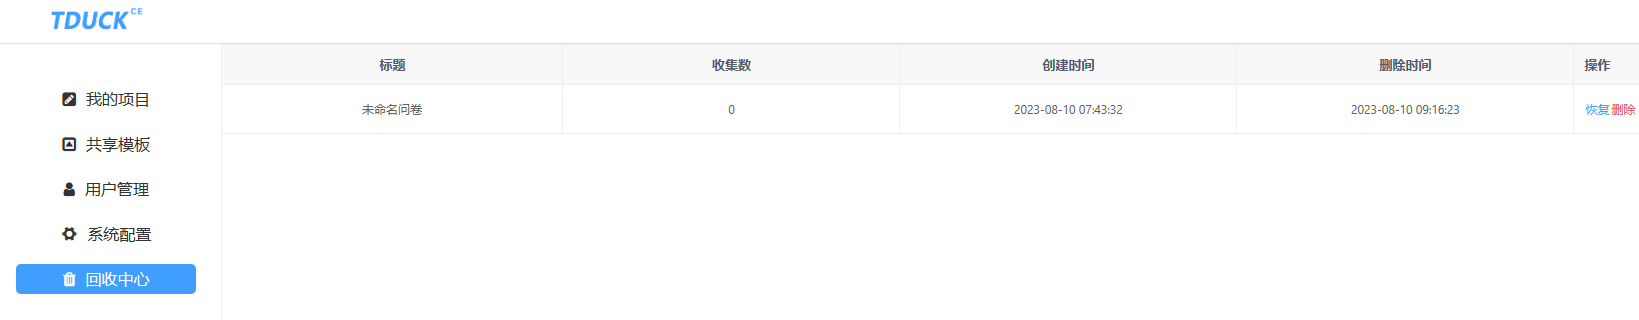 TDUCK CE
标题 收集数 创建时间 删除时间 操作
未命名问卷 0 2023-08-10 07:43:32 2023-08-10 09:16:23 恢复 删除
我的项目
共享模板
用户管理
系统配置
回收中心